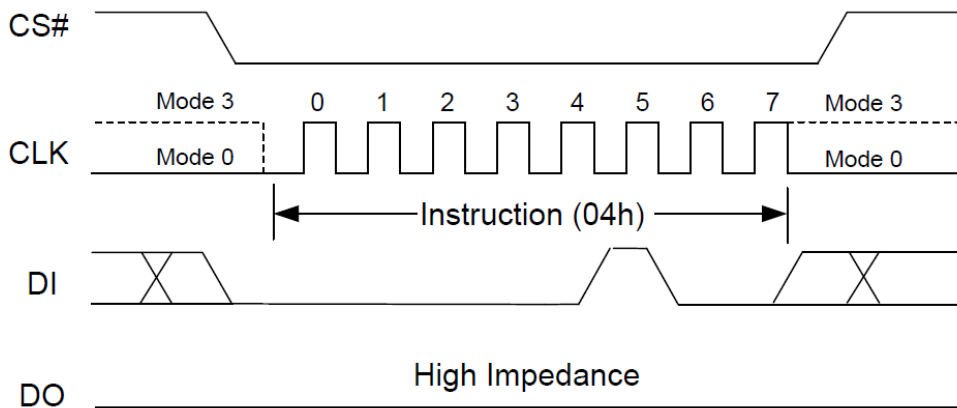 CS#
Mode 3 0 1 2 3 4 5 6 7 Mode 3
CLK Mode 0 Mode 0
Instruction (04h)
DI
High Impedance
DO